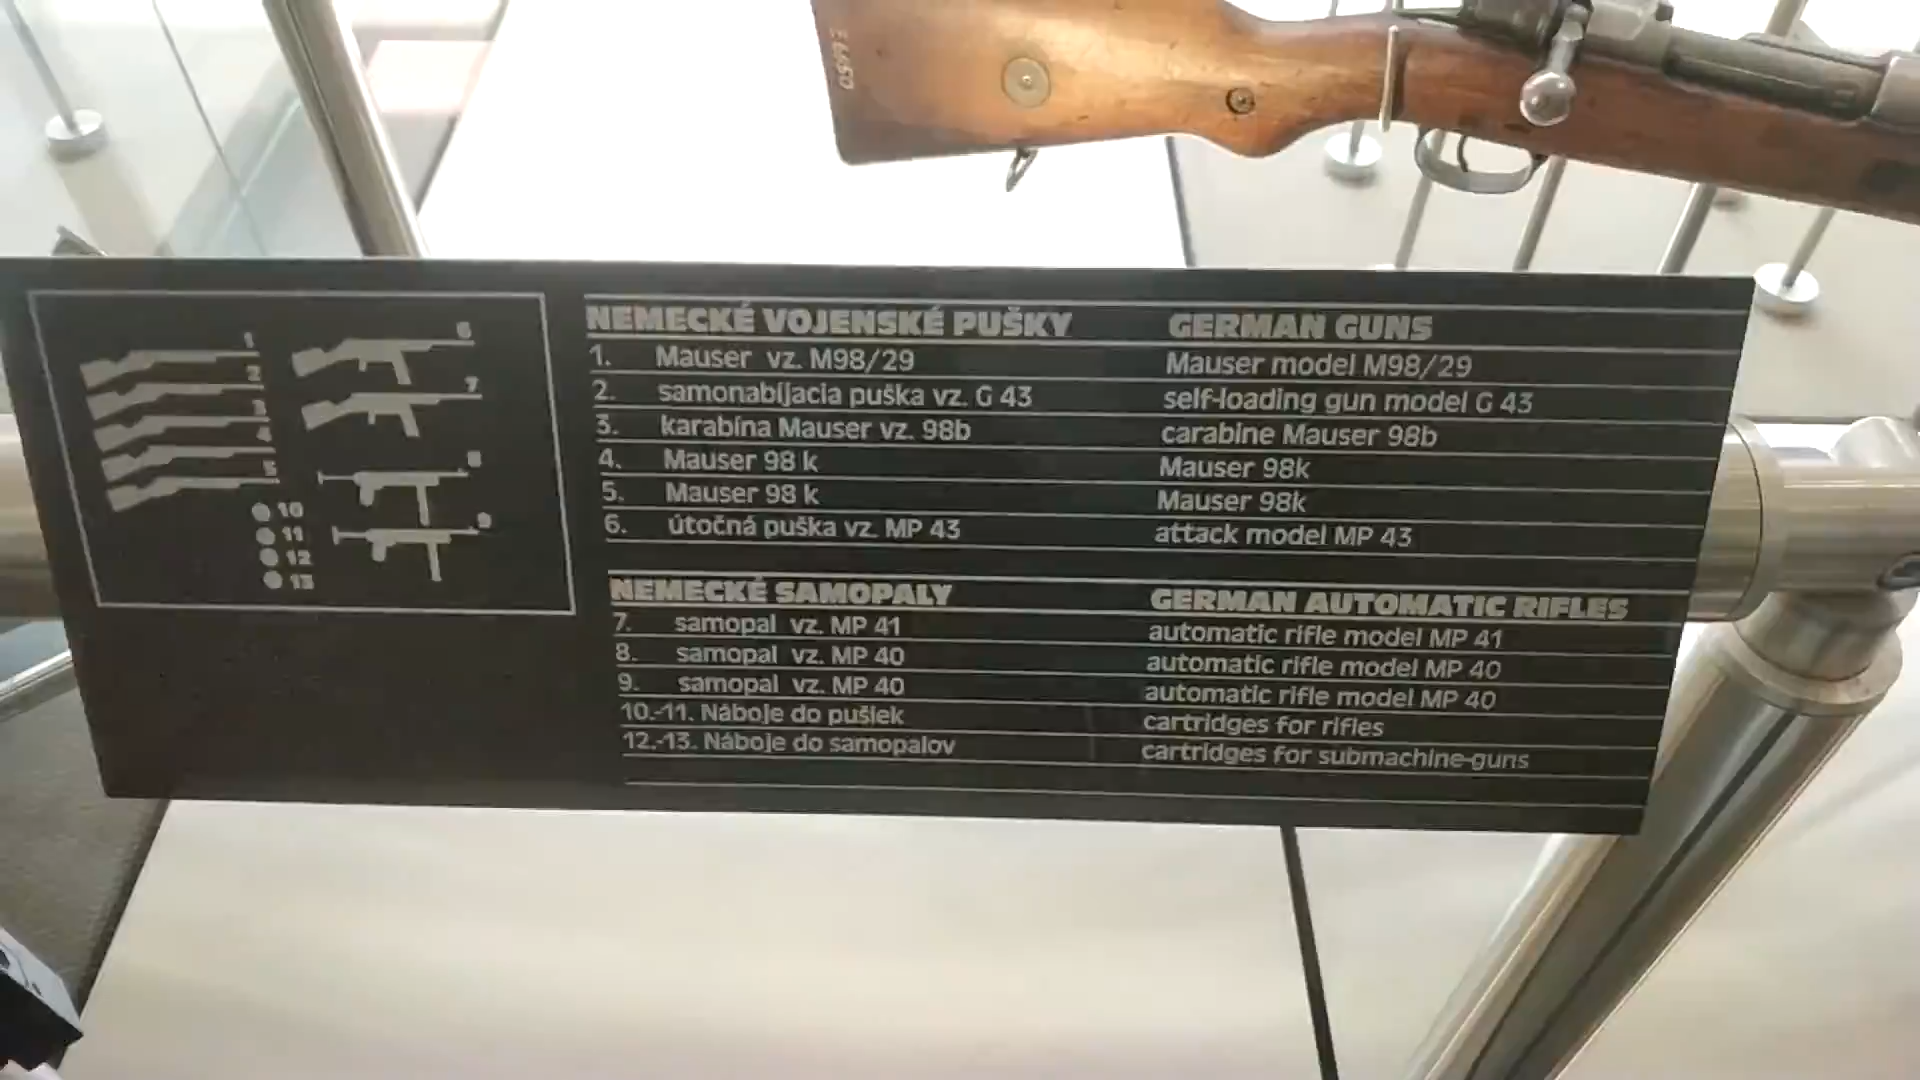 NEMECKÉ VOJENSKÉ PUŠKY GERMAN GUNS
1. Mauser vz. M98/29 Mauser model M98/29
2. samonabíjacia puška vz. G 43 self-loading gun model G 43
3. karabína Mauser vz. 98b carabine Mauser 98b
4. Mauser 98 k Mauser 98k
5. Mauser 98 k Mauser 98k
6. útočná puška vz. MP 43 attack model MP 43
NEMECKÉ SAMOPALY GERMAN AUTOMATIC RIFLES
7. samopal vz. MP 41 automatic rifle model MP 41
8. samopal vz. MP 40 automatic rifle model MP 40
9. samopal vz. MP 40 automatic rifle model MP 40
10.-11. Náboje do pušiek cartridges for rifles
12.-13. Náboje do samopalov cartridges for submachine-guns
1
2
3
4
5
6
7
8
9
10
11
12
13